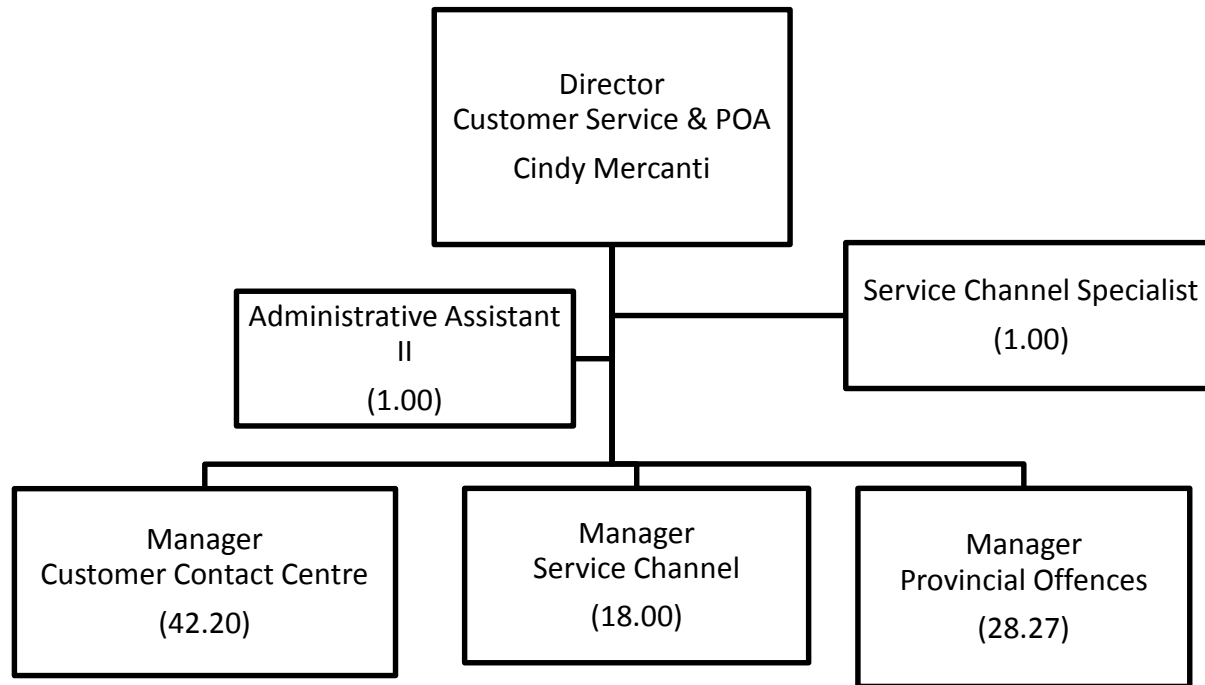 Director
Customer Service & POA
Cindy Mercanti
Service Channel Specialist
(1.00)
Administrative Assistant
II
(1.00)
Manager
Customer Contact Centre
(42.20)
Manager
Service Channel
(18.00)
Manager
Provincial Offences
(28.27)